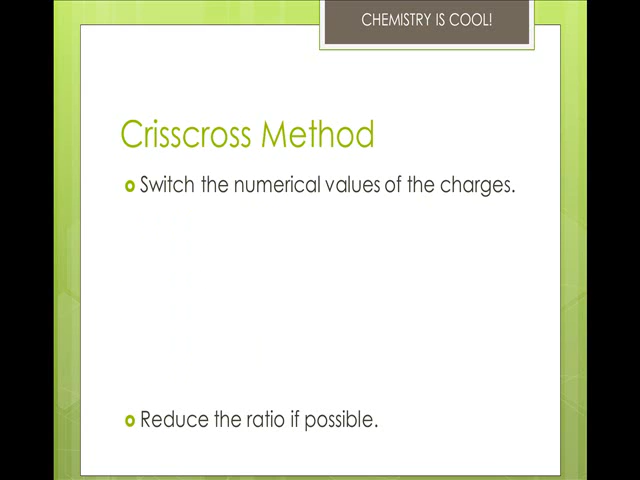 CHEMISTRY IS COOL!
Crisscross Method
Switch the numerical values of the charges.
Reduce the ratio if possible.